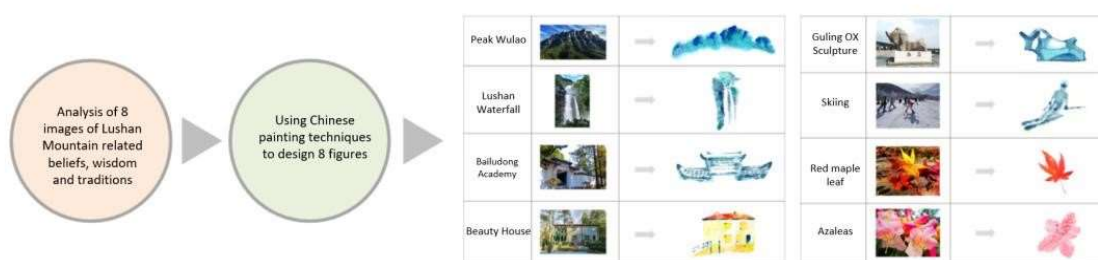 Analysis of 8
images of Lushan
Mountain related
beliefs, wisdom
and traditions
Using Chinese
painting techniques
to design 8 figures
Peak Wulao
Lushan
Waterfall
Bailudong
Academy
Beauty House
Guling OX
Sculpture
Skiing
Red maple
leaf
Azaleas